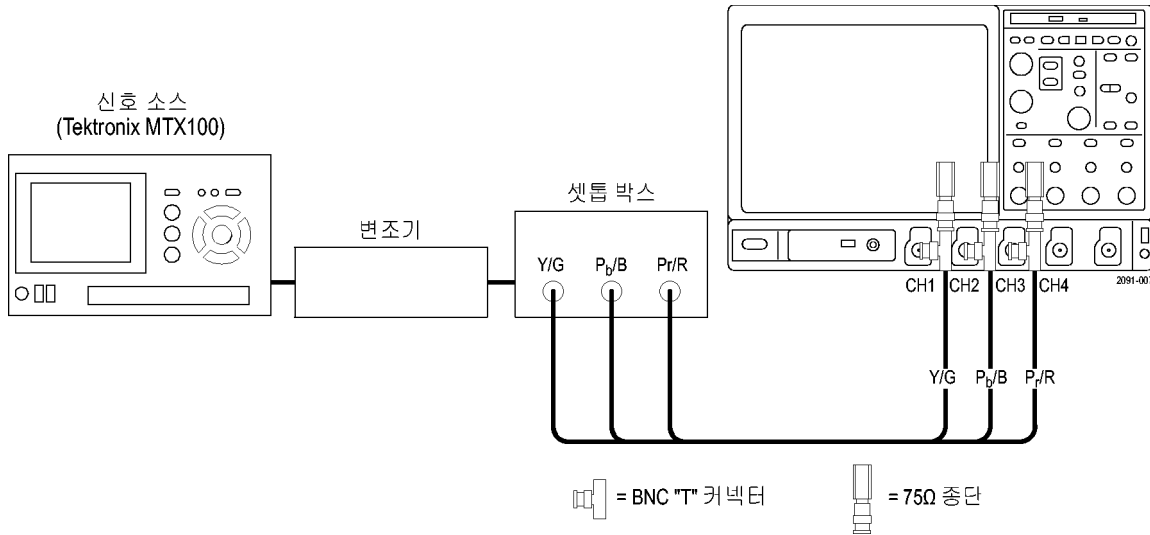 신호 소스
(Tektronix MTX100)
변조기
셋톱 박스
Y/G
Pb/B
Pr/R
CH1
CH2
CH3
CH4
2091-007
Y/G
Pb/B
Pr/R
= BNC "T" 커넥터
= 75Ω 종단